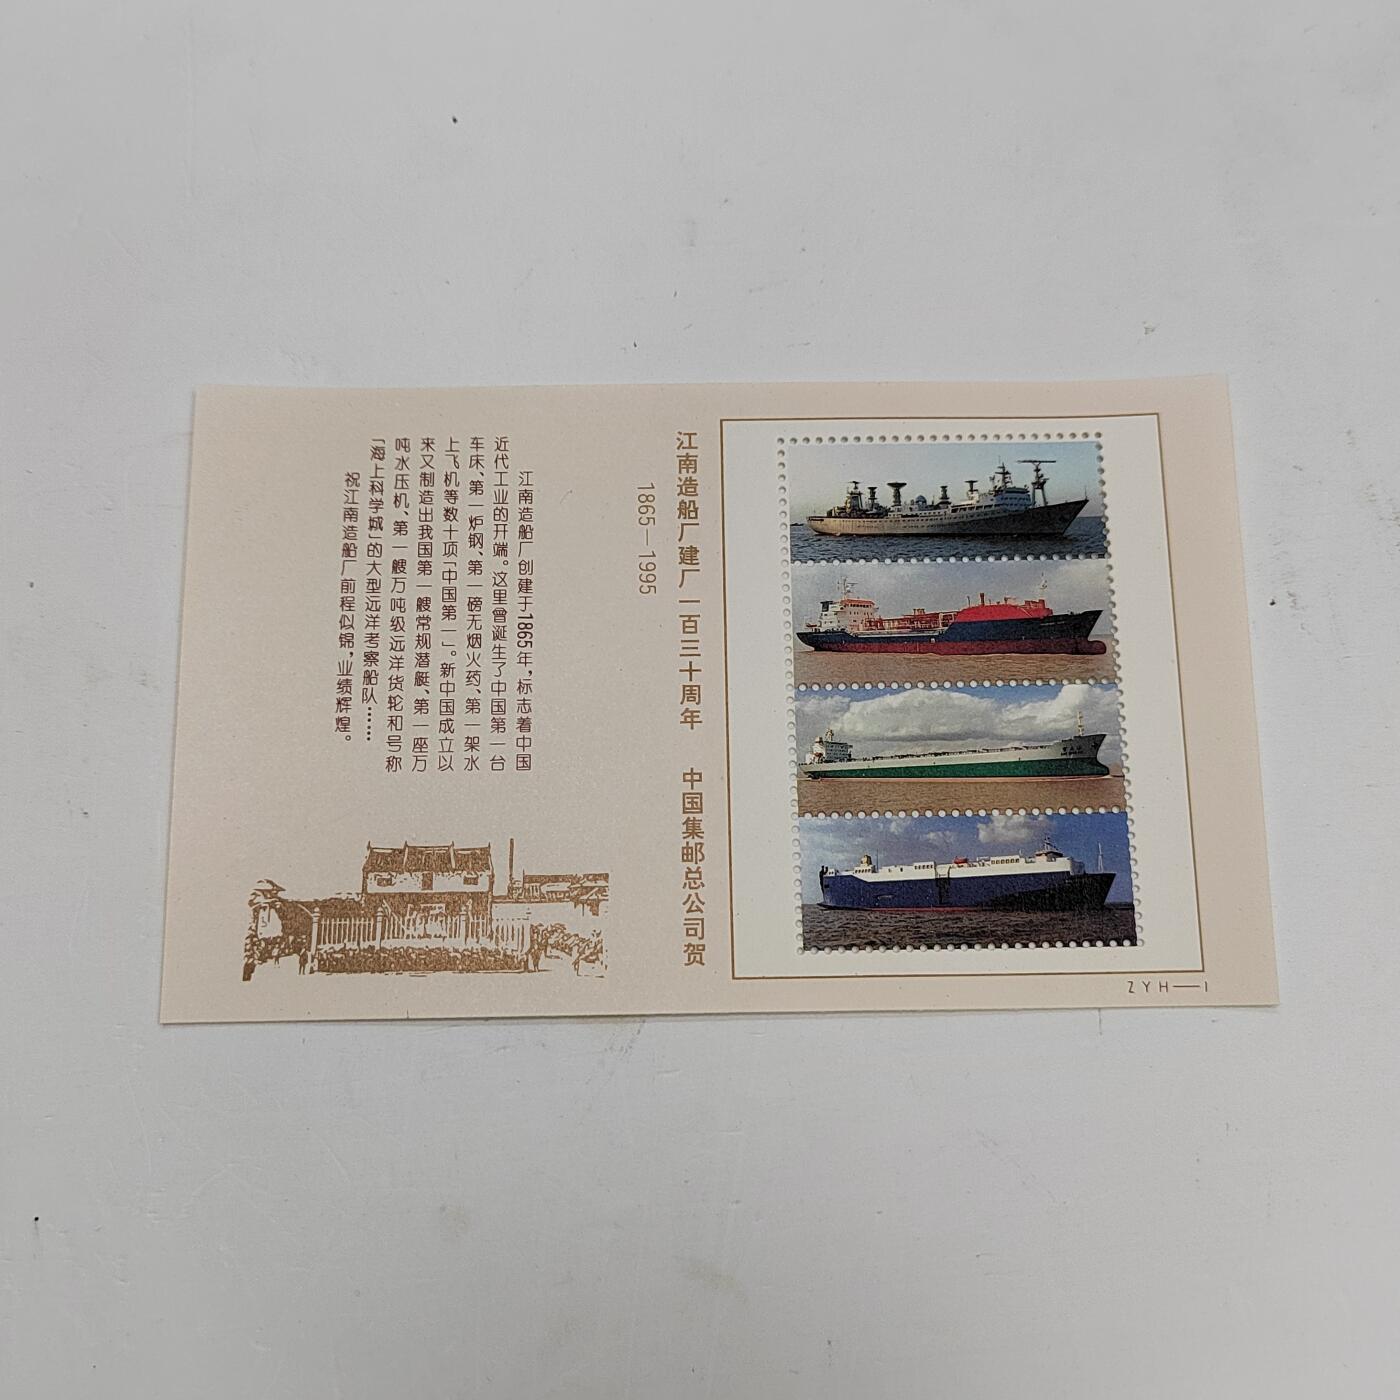 江南造船厂创建于1865年，标志着中国
近代工业的开端。这里曾诞生了中国第一台
车床、第一炉钢、第一磅无烟火药、第一架水
上飞机等数十项「中国第一」。新中国成立以
来又制造出我国第一艘常规潜艇、第一座万
吨水压机、第一艘万吨级远洋货轮和号称
「海上科学城」的大型远洋考察船队……
祝江南造船厂前程似锦，业绩辉煌。
江南造船厂建厂一百三十周年 中国集邮总公司贺
1865—1995
ZYH—1